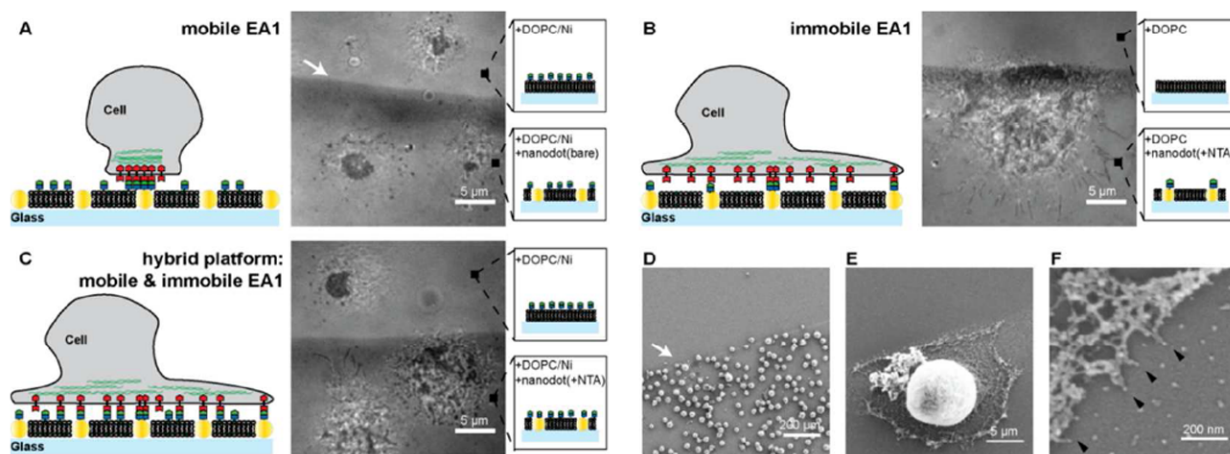 A
mobile EA1
Cell
Glass
5 µm
+DOPC/Ni
+DOPC/Ni
+nanodot(bare)
B
immobile EA1
Cell
Glass
5 µm
+DOPC
+DOPC
+nanodot(+NTA)
C
hybrid platform:
mobile & immobile EA1
Cell
Glass
5 µm
+DOPC/Ni
+DOPC/Ni
+nanodot(+NTA)
D
200 µm
E
5 µm
F
200 nm